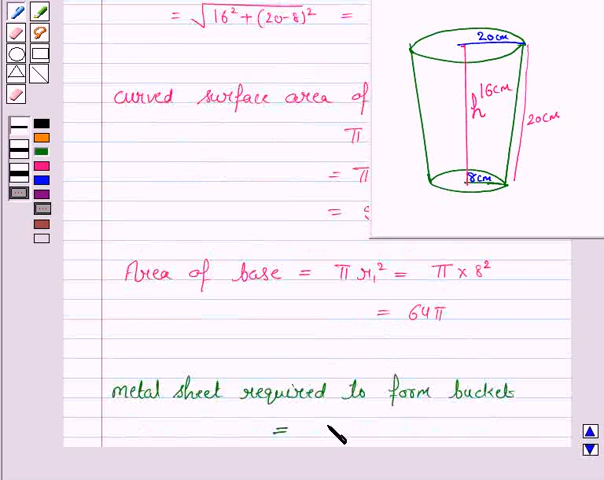 = √16² + (20-8)² =
curved surface area of
π
= π
=
Area of base = π r₁² = π × 8²
= 64π
metal sheet required to form buckets
=
20cm
16cm
h
20cm
8cm